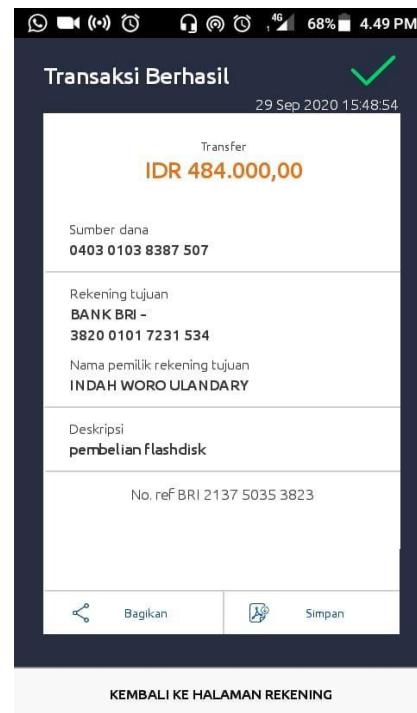 46 68% 4.49 PM
Transaksi Berhasil
29 Sep 2020 15:48:54
Transfer
IDR 484.000,00
Sumber dana
0403 0103 8387 507
Rekening tujuan
BANK BRI -
3820 0101 7231 534
Nama pemilik rekening tujuan
INDAH WORO ULANDARY
Deskripsi
pembelian flashdisk
No. ref BRI 2137 5035 3823
Bagikan
Simpan
KEMBALI KE HALAMAN REKENING